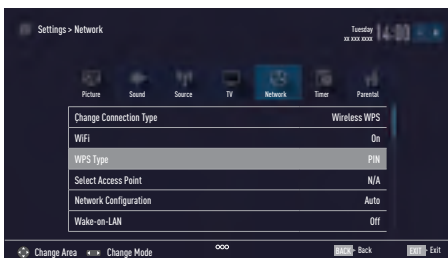 Settings > Network
Tuesday
xx xxx xxxx
14:00
Picture Sound Source TV Network Timer Parental
Change Connection Type Wireless WPS
WiFi On
WPS Type PIN
Select Access Point N/A
Network Configuration Auto
Wake-on-LAN Off
Change Area Change Mode BACK - Back EXIT - Exit